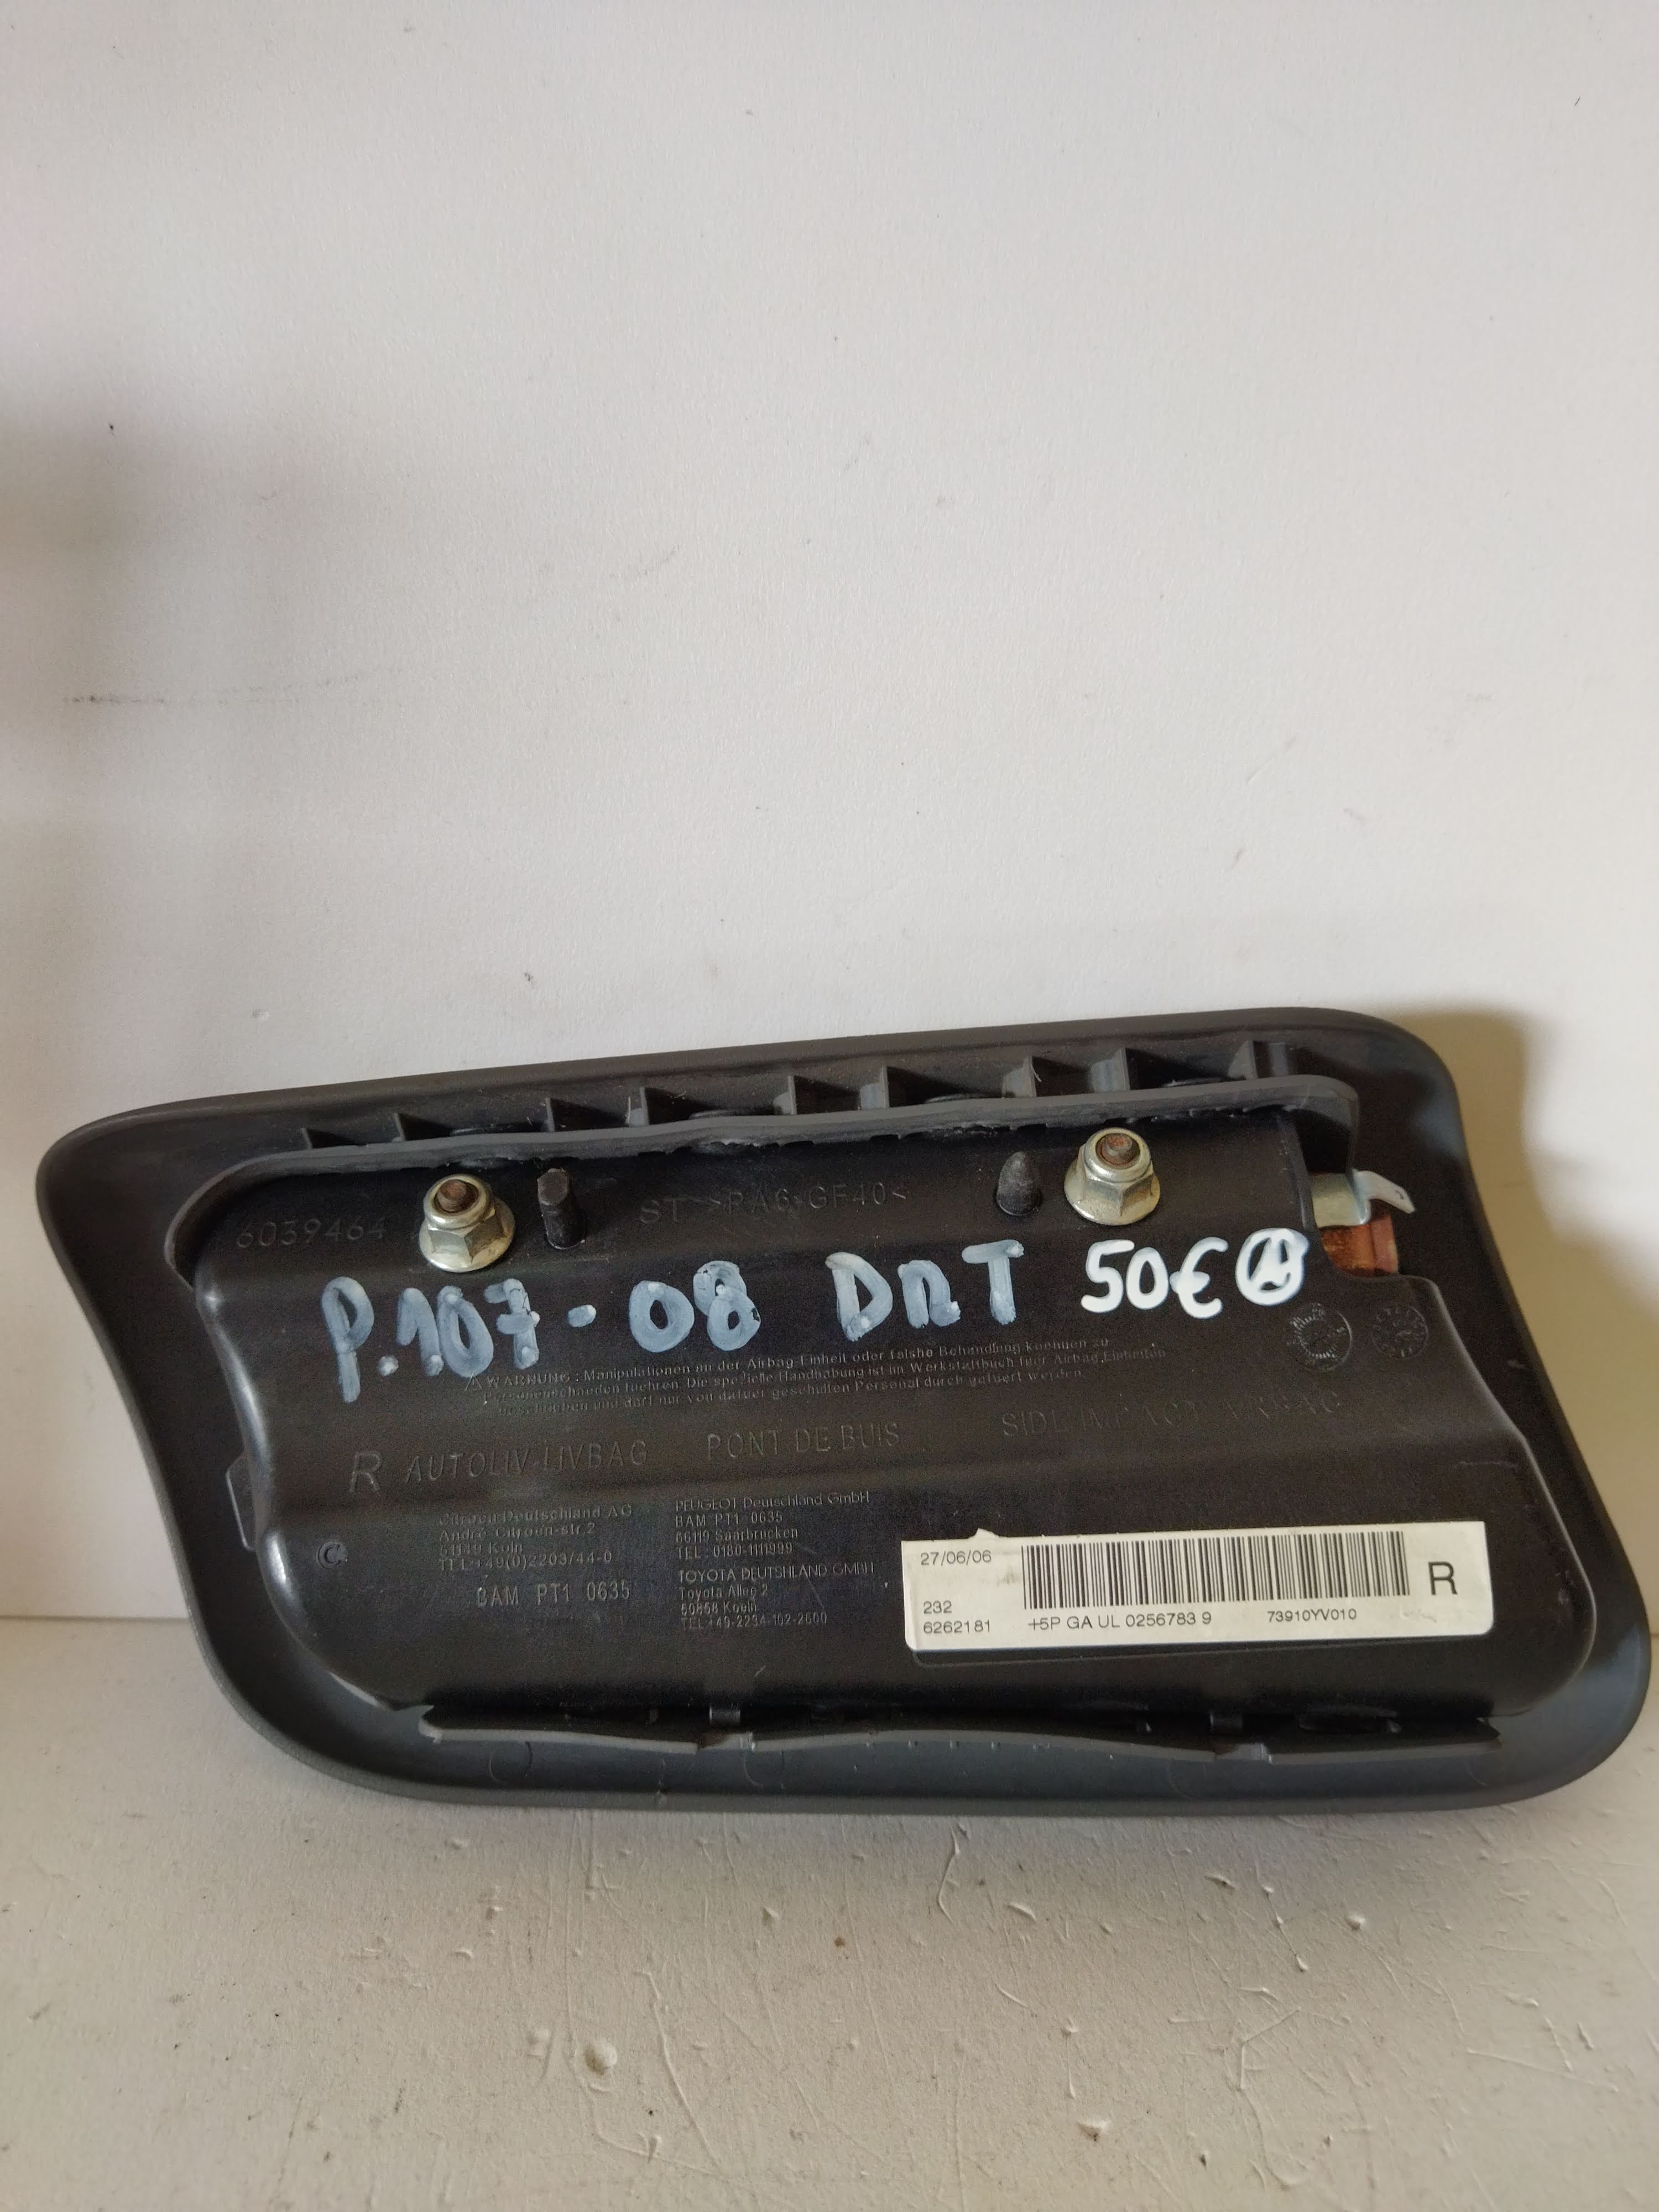 6039464
ST >PA6-GF40<
P.107-08 DRT 50€ A
WARNUNG : Manipulationen an der Airbag-Einheit oder falshe Behandlung koennen zu
Personenschaeden fuehren. Die spezielle Handhabung ist im Werkstattbuch fuer Airbag Einheiten
beschrieben und darf nur von dafuer geschulten Personal durch gefuert werden.
R AUTOLIV-LIVBAG PONT DE BUIS SIDE IMPACT AIRBAG
Citroen Deutschland AG
André-Citroen-str.2
51149 Koln
TEL:+49(0)2203/44-0
BAM PT1 0635
PEUGEOT Deutschland GmbH
BAM PT1 0635
66119 Saarbrucken
TEL : 0180-1111999
TOYOTA DEUTSHLAND GMBH
Toyota Allee 2
50858 Koeln
TEL:+49-2234-102-2600
C
27/06/06
232
6262181
+5P GA UL 0256783 9
73910YV010
R